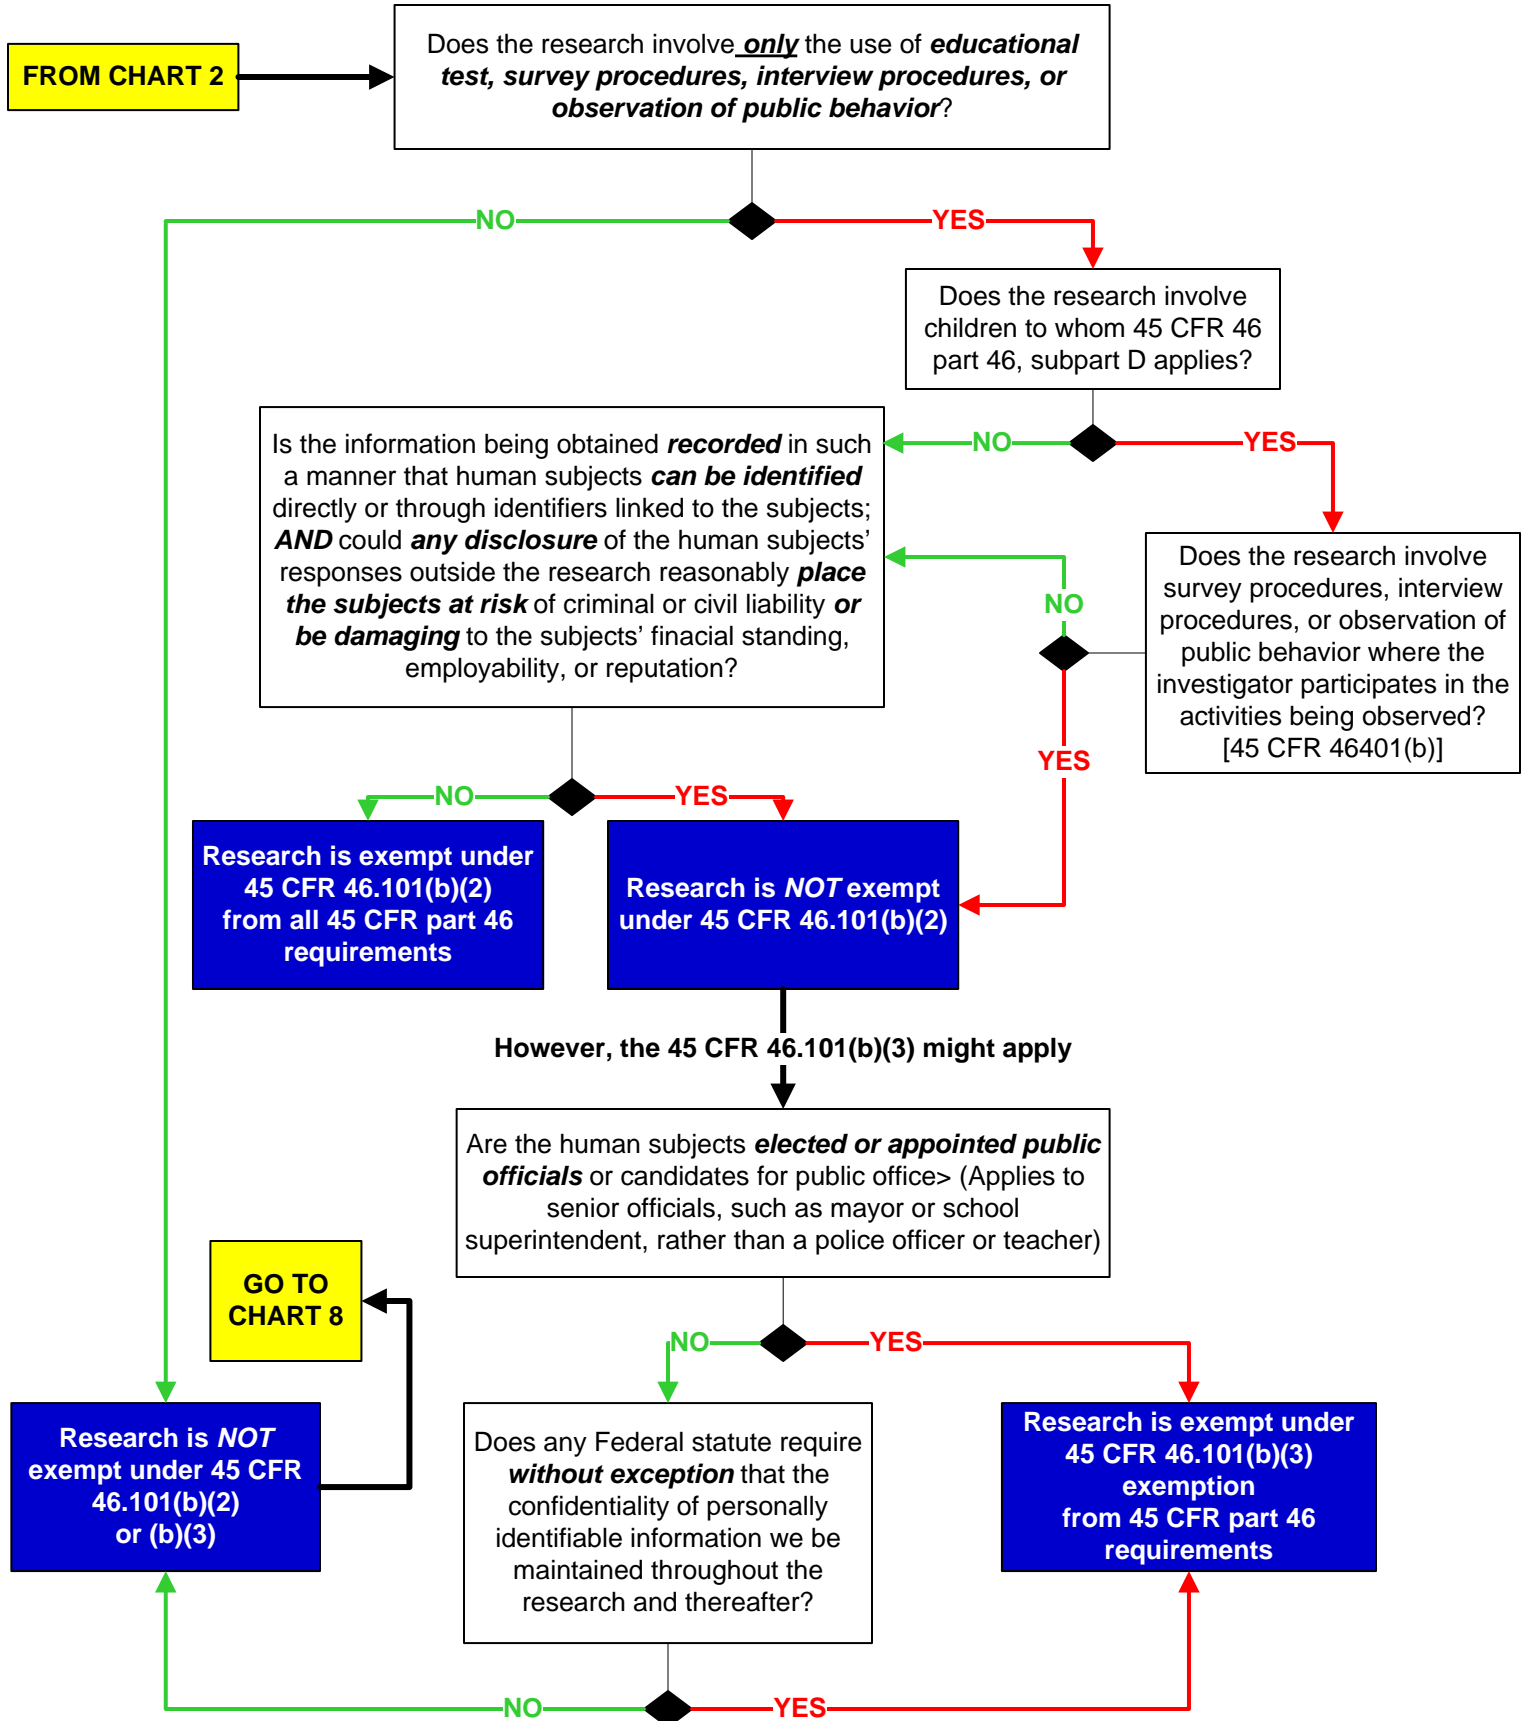 FROM CHART 2
Does the research involve only the use of educational
test, survey procedures, interview procedures, or
observation of public behavior?
NO
YES
Does the research involve
children to whom 45 CFR 46
part 46, subpart D applies?
NO
YES
Is the information being obtained recorded in such
a manner that human subjects can be identified
directly or through identifiers linked to the subjects;
AND could any disclosure of the human subjects'
responses outside the research reasonably place
the subjects at risk of criminal or civil liability or
be damaging to the subjects' finacial standing,
employability, or reputation?
Does the research involve
survey procedures, interview
procedures, or observation of
public behavior where the
investigator participates in the
activities being observed?
[45 CFR 46401(b)]
NO
YES
NO
YES
Research is exempt under
45 CFR 46.101(b)(2)
from all 45 CFR part 46
requirements
Research is NOT exempt
under 45 CFR 46.101(b)(2)
However, the 45 CFR 46.101(b)(3) might apply
Are the human subjects elected or appointed public
officials or candidates for public office> (Applies to
senior officials, such as mayor or school
superintendent, rather than a police officer or teacher)
GO TO
CHART 8
NO
YES
Research is NOT
exempt under 45 CFR
46.101(b)(2)
or (b)(3)
Does any Federal statute require
without exception that the
confidentiality of personally
identifiable information we be
maintained throughout the
research and thereafter?
Research is exempt under
45 CFR 46.101(b)(3)
exemption
from 45 CFR part 46
requirements
NO
YES